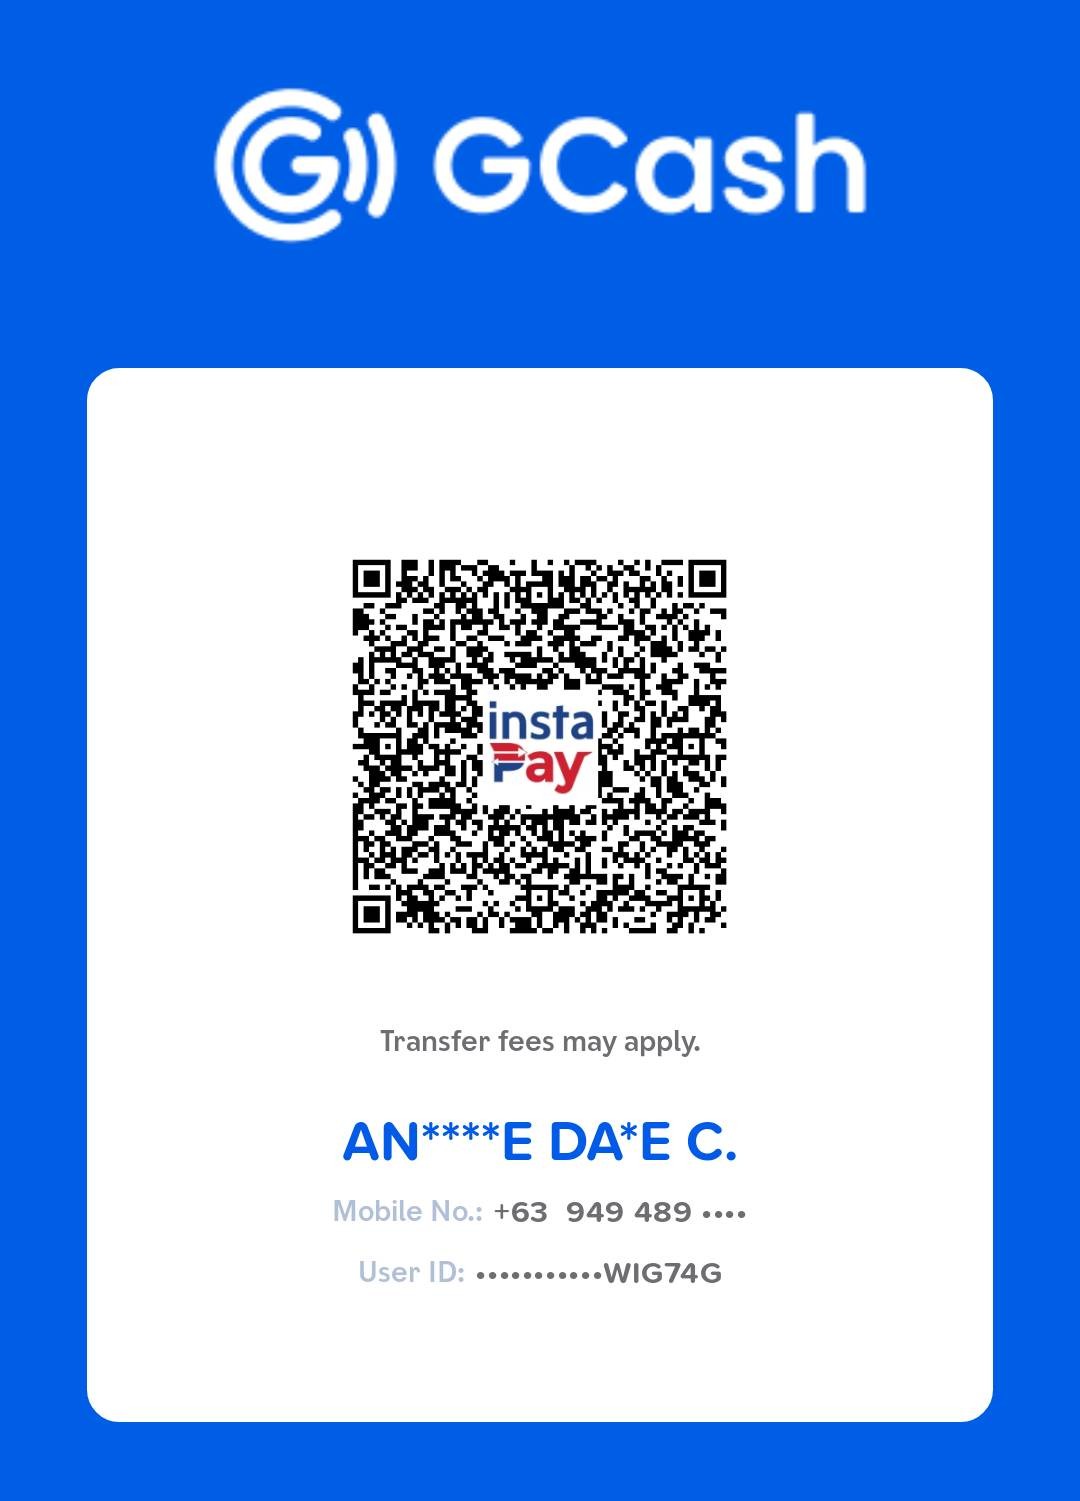 GCash
insta
Pay
Transfer fees may apply.
AN****E DA*E C.
Mobile No.: +63 949 489 ••••
User ID: •••••••••••WIG74G